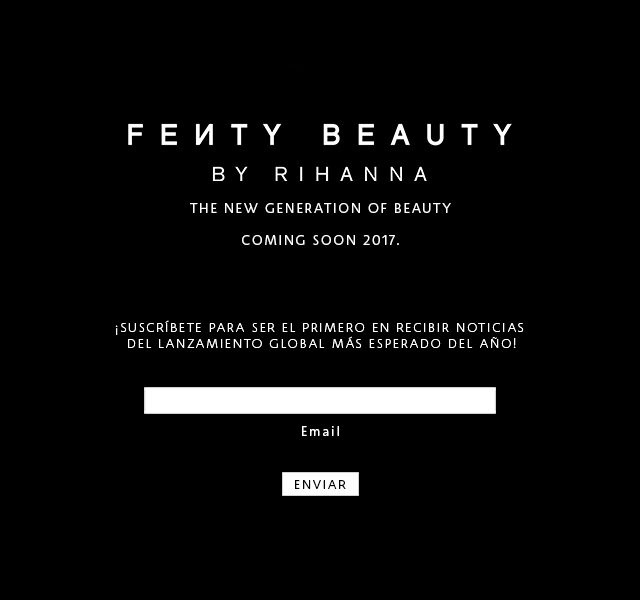 FEИTY BEAUTY
BY RIHANNA
THE NEW GENERATION OF BEAUTY
COMING SOON 2017.
¡SUSCRÍBETE PARA SER EL PRIMERO EN RECIBIR NOTICIAS
DEL LANZAMIENTO GLOBAL MÁS ESPERADO DEL AÑO!
Email
ENVIAR